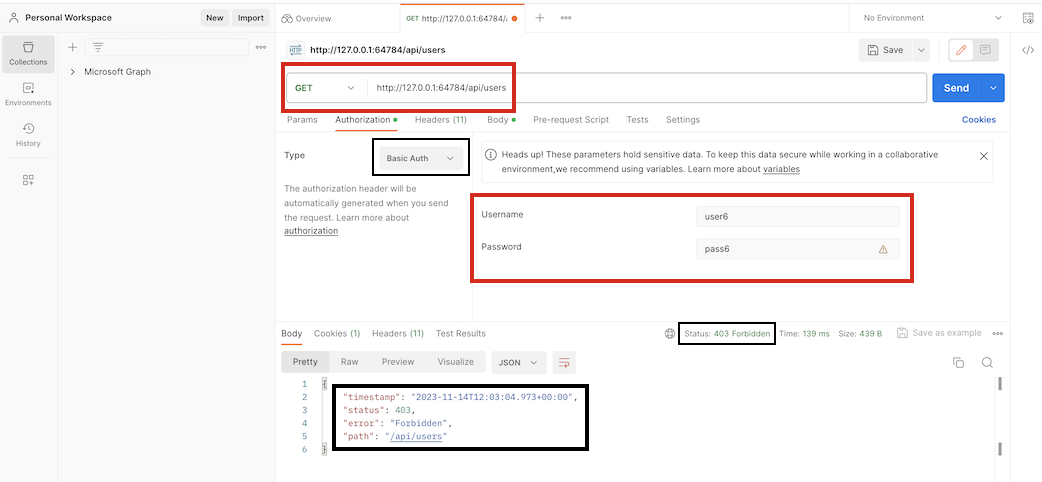 Personal Workspace
New
Import
Overview
GET http://127.0.0.1:64784/a
No Environment
Collections
Environments
History
Microsoft Graph
HTTP
http://127.0.0.1:64784/api/users
Save
GET
http://127.0.0.1:64784/api/users
Send
Params
Authorization
Headers (11)
Body
Pre-request Script
Tests
Settings
Cookies
Type
Basic Auth
The authorization header will be
automatically generated when you send
the request. Learn more about
authorization
Heads up! These parameters hold sensitive data. To keep this data secure while working in a collaborative
environment,we recommend using variables. Learn more about variables
Username
user6
Password
pass6
Body
Cookies (1)
Headers (11)
Test Results
Status: 403 Forbidden
Time: 139 ms
Size: 439 B
Save as example
Pretty
Raw
Preview
Visualize
JSON
1 {
2 "timestamp": "2023-11-14T12:03:04.973+00:00",
3 "status": 403,
4 "error": "Forbidden",
5 "path": "/api/users"
6 }